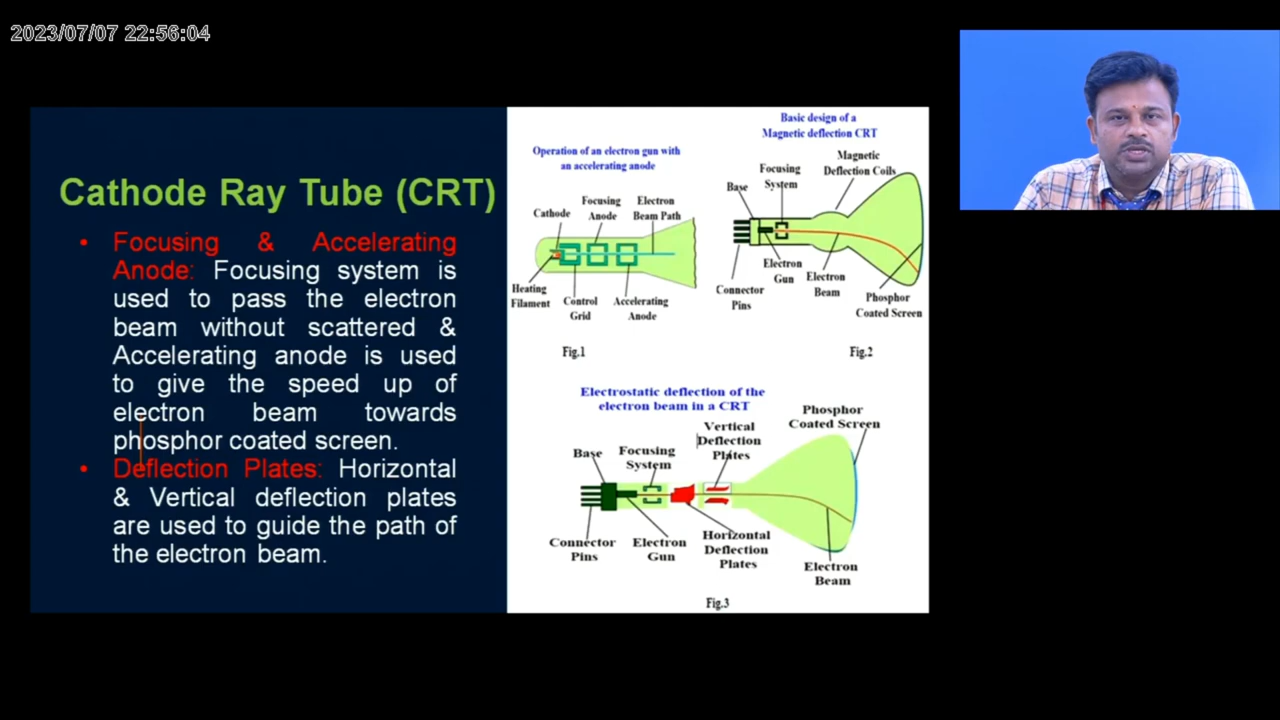 2023/07/07 22:56:04
Cathode Ray Tube (CRT)
• Focusing & Accelerating
Anode: Focusing system is
used to pass the electron
beam without scattered &
Accelerating anode is used
to give the speed up of
electron beam towards
phosphor coated screen.
• Deflection Plates: Horizontal
& Vertical deflection plates
are used to guide the path of
the electron beam.
Operation of an electron gun with
an accelerating anode
Cathode
Focusing
Anode
Electron
Beam Path
Heating
Filament
Control
Grid
Accelerating
Anode
Fig.1
Basic design of a
Magnetic deflection CRT
Magnetic
Deflection Coils
Focusing
System
Base
Electron
Gun
Electron
Beam
Connector
Pins
Phosphor
Coated Screen
Fig.2
Electrostatic deflection of the
electron beam in a CRT
Phosphor
Coated Screen
Vertical
Deflection
Plates
Focusing
System
Base
Connector
Pins
Electron
Gun
Horizontal
Deflection
Plates
Electron
Beam
Fig.3